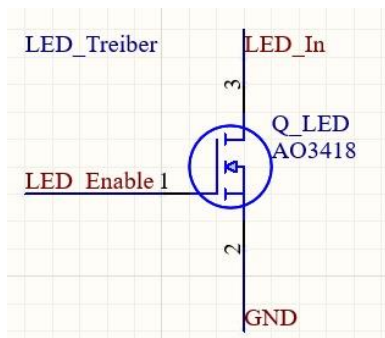 LED_Treiber
LED_In
3
Q_LED
AO3418
LED_Enable 1
2
GND